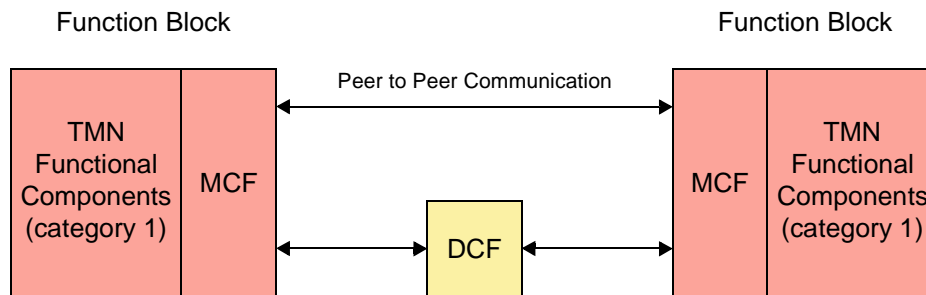 Function Block
Function Block
Peer to Peer Communication
TMN
Functional
Components
(category 1)
MCF
DCF
MCF
TMN
Functional
Components
(category 1)